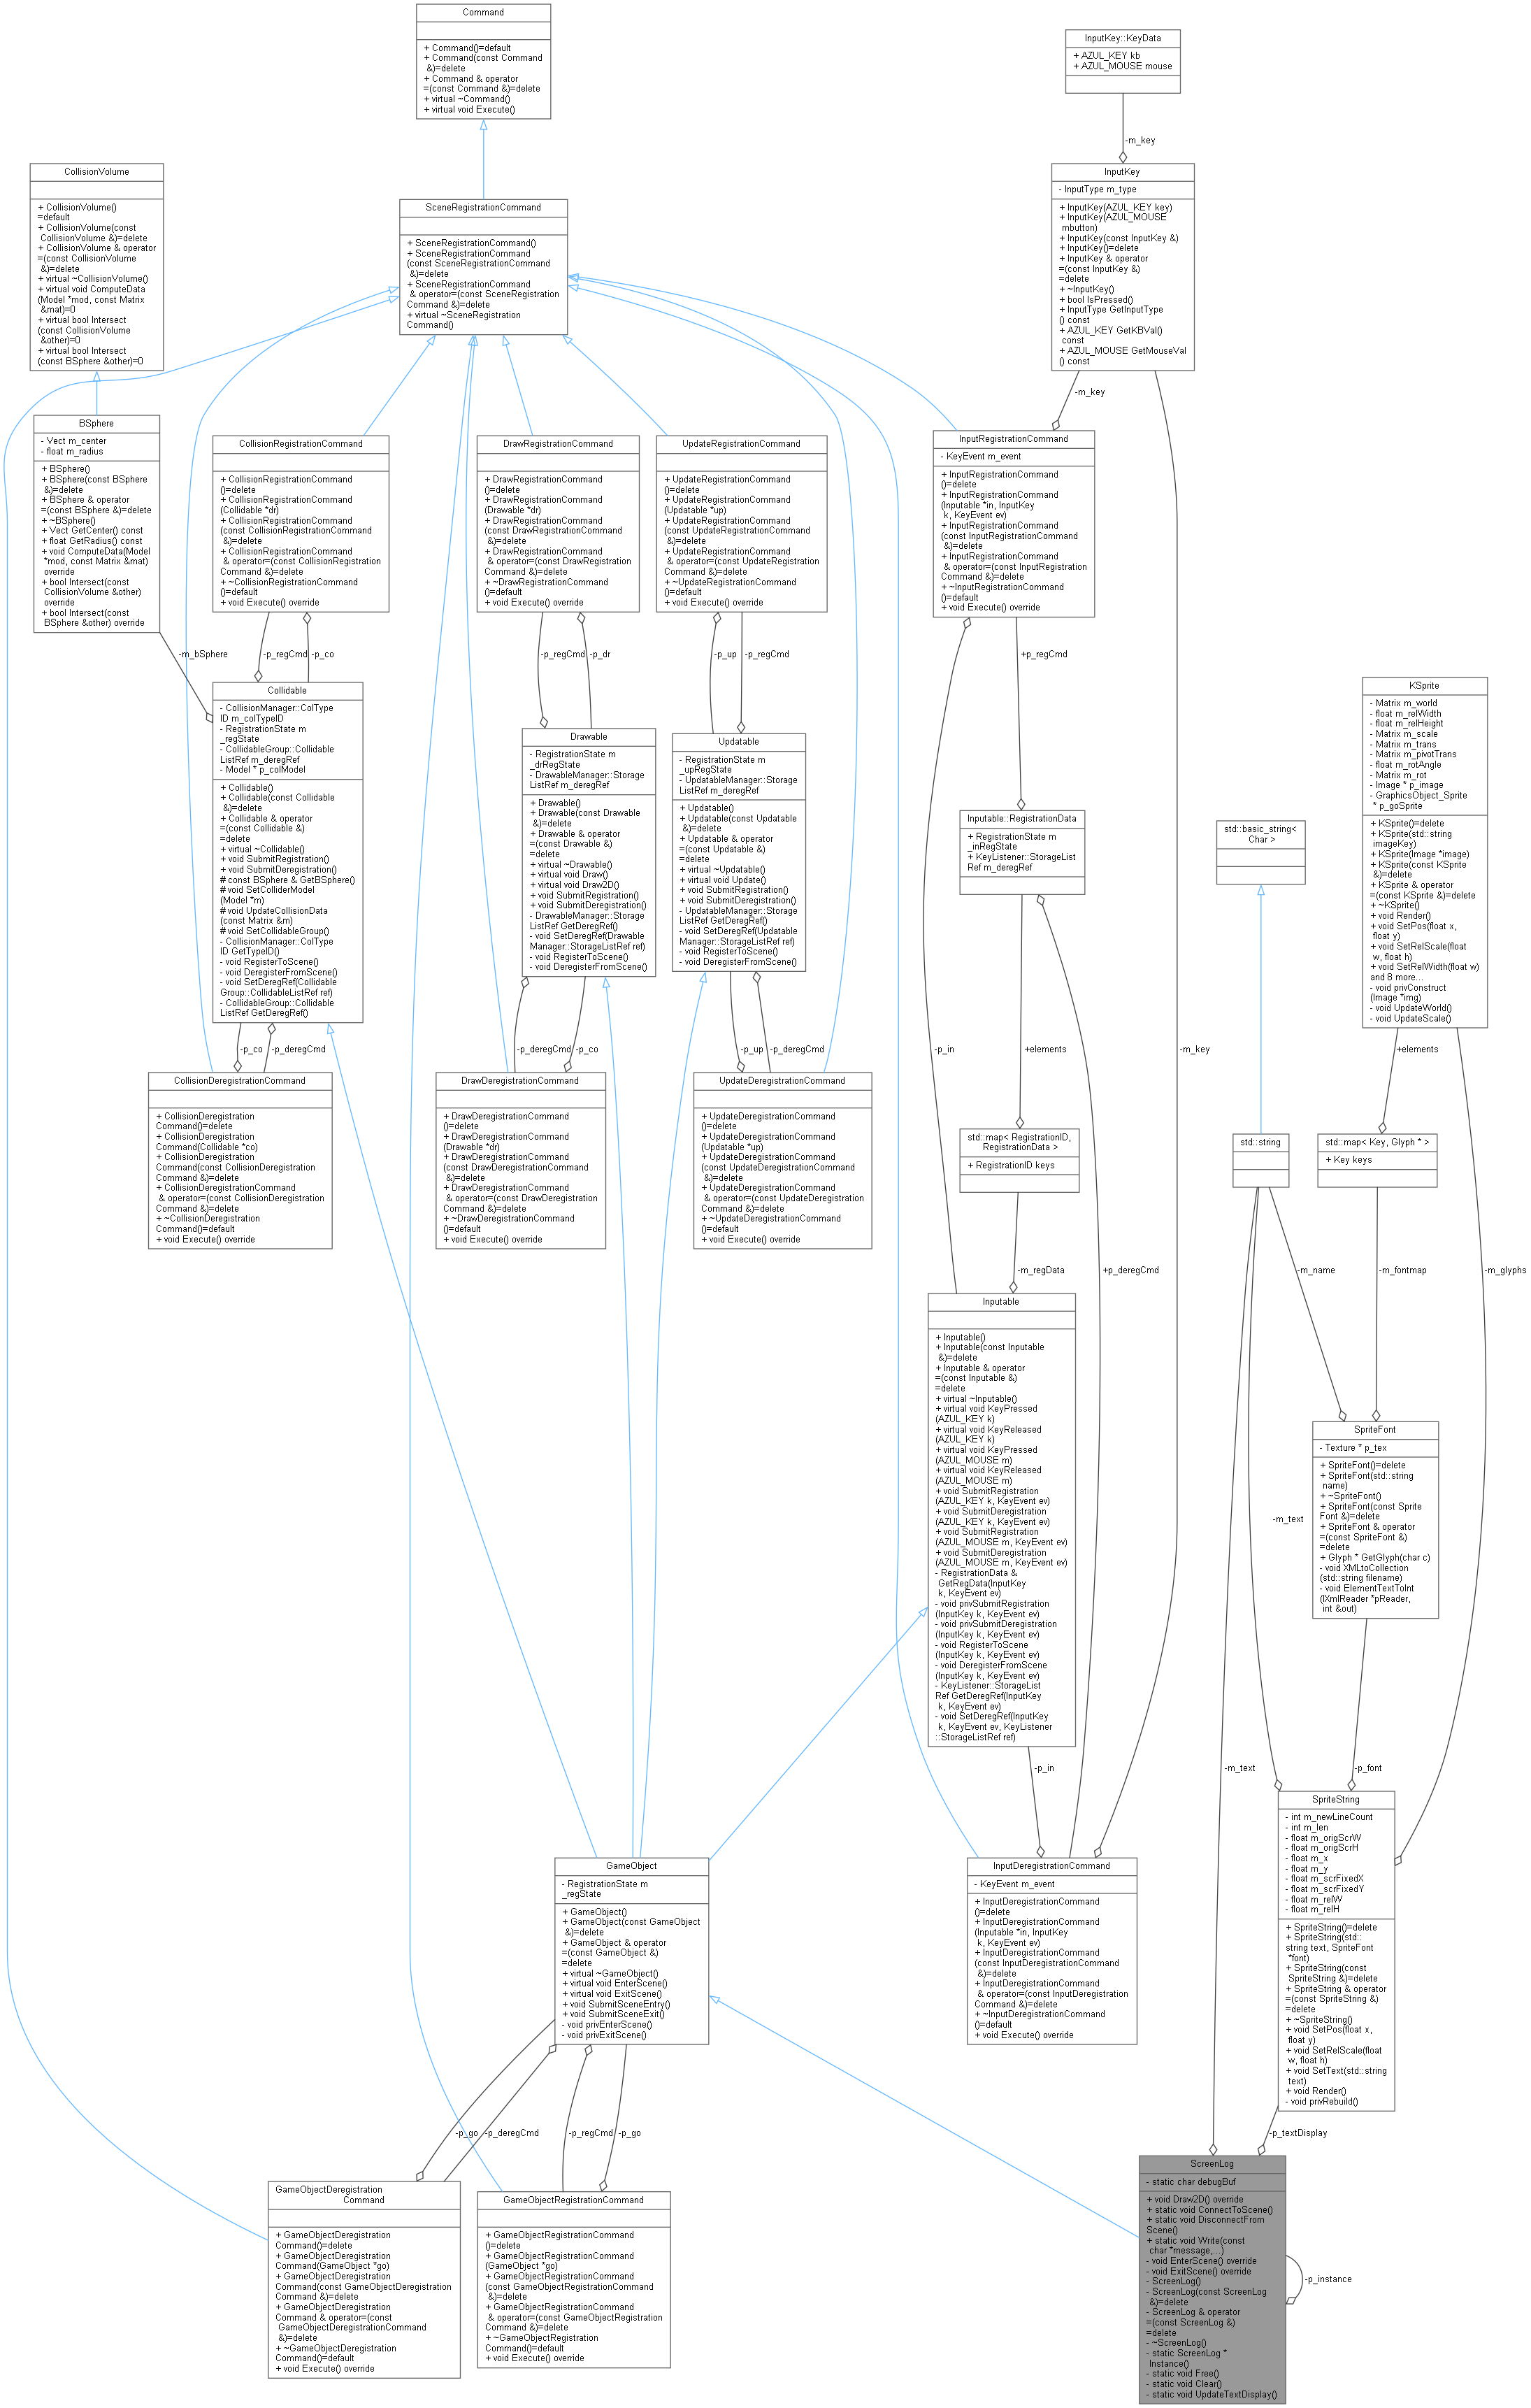 Command
+ Command()=default
+ Command(const Command
&)=delete
+ Command & operator
=(const Command &)=delete
+ virtual ~Command()
+ virtual void Execute()
InputKey::KeyData
+ AZUL_KEY kb
+ AZUL_MOUSE mouse
-m_key
CollisionVolume
+ CollisionVolume()
=default
+ CollisionVolume(const
CollisionVolume &)=delete
+ CollisionVolume & operator
=(const CollisionVolume
&)=delete
+ virtual ~CollisionVolume()
+ virtual void ComputeData
(Model *mod, const Matrix
&mat)=0
+ virtual bool Intersect
(const CollisionVolume
&other)=0
+ virtual bool Intersect
(const BSphere &other)=0
SceneRegistrationCommand
+ SceneRegistrationCommand()
+ SceneRegistrationCommand
(const SceneRegistrationCommand
&)=delete
+ SceneRegistrationCommand
& operator=(const SceneRegistration
Command &)=delete
+ virtual ~SceneRegistration
Command()
InputKey
- InputType m_type
+ InputKey(AZUL_KEY key)
+ InputKey(AZUL_MOUSE
mbutton)
+ InputKey(const InputKey &)
+ InputKey()=delete
+ InputKey & operator
=(const InputKey &)
=delete
+ ~InputKey()
+ bool IsPressed()
+ InputType GetInputType
() const
+ AZUL_KEY GetKBVal()
const
+ AZUL_MOUSE GetMouseVal
() const
-m_key
BSphere
- Vect m_center
- float m_radius
+ BSphere()
+ BSphere(const BSphere
&)=delete
+ BSphere & operator
=(const BSphere &)=delete
+ ~BSphere()
+ Vect GetCenter() const
+ float GetRadius() const
+ void ComputeData(Model
*mod, const Matrix &mat)
override
+ bool Intersect(const
CollisionVolume &other)
override
+ bool Intersect(const
BSphere &other) override
CollisionRegistrationCommand
+ CollisionRegistrationCommand
()=delete
+ CollisionRegistrationCommand
(Collidable *dr)
+ CollisionRegistrationCommand
(const CollisionRegistrationCommand
&)=delete
+ CollisionRegistrationCommand
& operator=(const CollisionRegistration
Command &)=delete
+ ~CollisionRegistrationCommand
()=default
+ void Execute() override
DrawRegistrationCommand
+ DrawRegistrationCommand
()=delete
+ DrawRegistrationCommand
(Drawable *dr)
+ DrawRegistrationCommand
(const DrawRegistrationCommand
&)=delete
+ DrawRegistrationCommand
& operator=(const DrawRegistration
Command &)=delete
+ ~DrawRegistrationCommand
()=default
+ void Execute() override
UpdateRegistrationCommand
+ UpdateRegistrationCommand
()=delete
+ UpdateRegistrationCommand
(Updatable *up)
+ UpdateRegistrationCommand
(const UpdateRegistrationCommand
&)=delete
+ UpdateRegistrationCommand
& operator=(const UpdateRegistration
Command &)=delete
+ ~UpdateRegistrationCommand
()=default
+ void Execute() override
InputRegistrationCommand
- KeyEvent m_event
+ InputRegistrationCommand
()=delete
+ InputRegistrationCommand
(Inputable *in, InputKey
k, KeyEvent ev)
+ InputRegistrationCommand
(const InputRegistrationCommand
&)=delete
+ InputRegistrationCommand
& operator=(const InputRegistration
Command &)=delete
+ ~InputRegistrationCommand
()=default
+ void Execute() override
-m_bSphere
-p_regCmd
-p_co
-p_regCmd
-p_dr
-p_up
-p_regCmd
+p_regCmd
Collidable
- CollisionManager::ColType
ID m_colTypeID
- RegistrationState m
_regState
- CollidableGroup::Collidable
ListRef m_deregRef
- Model * p_colModel
+ Collidable()
+ Collidable(const Collidable
&)=delete
+ Collidable & operator
=(const Collidable &)
=delete
+ virtual ~Collidable()
+ void SubmitRegistration()
+ void SubmitDeregistration()
# const BSphere & GetBSphere()
# void SetColliderModel
(Model *m)
# void UpdateCollisionData
(const Matrix &m)
# void SetCollidableGroup()
- CollisionManager::ColType
ID GetTypeID()
- void RegisterToScene()
- void DeregisterFromScene()
- void SetDeregRef(Collidable
Group::CollidableListRef ref)
- CollidableGroup::Collidable
ListRef GetDeregRef()
Drawable
- RegistrationState m
_drRegState
- DrawableManager::Storage
ListRef m_deregRef
+ Drawable()
+ Drawable(const Drawable
&)=delete
+ Drawable & operator
=(const Drawable &)
=delete
+ virtual ~Drawable()
+ virtual void Draw()
+ virtual void Draw2D()
+ void SubmitRegistration()
+ void SubmitDeregistration()
- DrawableManager::Storage
ListRef GetDeregRef()
- void SetDeregRef(Drawable
Manager::StorageListRef ref)
- void RegisterToScene()
- void DeregisterFromScene()
Updatable
- RegistrationState m
_upRegState
- UpdatableManager::Storage
ListRef m_deregRef
+ Updatable()
+ Updatable(const Updatable
&)=delete
+ Updatable & operator
=(const Updatable &)
=delete
+ virtual ~Updatable()
+ virtual void Update()
+ void SubmitRegistration()
+ void SubmitDeregistration()
- UpdatableManager::Storage
ListRef GetDeregRef()
- void SetDeregRef(Updatable
Manager::StorageListRef ref)
- void RegisterToScene()
- void DeregisterFromScene()
Inputable::RegistrationData
+ RegistrationState m
_inRegState
+ KeyListener::StorageList
Ref m_deregRef
std::basic_string<
Char >
KSprite
- Matrix m_world
- float m_relWidth
- float m_relHeight
- Matrix m_scale
- Matrix m_trans
- Matrix m_pivotTrans
- float m_rotAngle
- Matrix m_rot
- Image * p_image
- GraphicsObject_Sprite
* p_goSprite
+ KSprite()=delete
+ KSprite(std::string
imageKey)
+ KSprite(Image *image)
+ KSprite(const KSprite
&)=delete
+ KSprite & operator
=(const KSprite &)=delete
+ ~KSprite()
+ void Render()
+ void SetPos(float x,
float y)
+ void SetRelScale(float
w, float h)
+ void SetRelWidth(float w)
and 8 more...
- void privConstruct
(Image *img)
- void UpdateWorld()
- void UpdateScale()
-p_co
-p_deregCmd
-p_deregCmd
-p_co
-p_up
-p_deregCmd
-p_in
+elements
-m_key
+elements
CollisionDeregistrationCommand
+ CollisionDeregistration
Command()=delete
+ CollisionDeregistration
Command(Collidable *co)
+ CollisionDeregistration
Command(const CollisionDeregistration
Command &)=delete
+ CollisionDeregistrationCommand
& operator=(const CollisionDeregistration
Command &)=delete
+ ~CollisionDeregistration
Command()=default
+ void Execute() override
DrawDeregistrationCommand
+ DrawDeregistrationCommand
()=delete
+ DrawDeregistrationCommand
(Drawable *dr)
+ DrawDeregistrationCommand
(const DrawDeregistrationCommand
&)=delete
+ DrawDeregistrationCommand
& operator=(const DrawDeregistration
Command &)=delete
+ ~DrawDeregistrationCommand
()=default
+ void Execute() override
UpdateDeregistrationCommand
+ UpdateDeregistrationCommand
()=delete
+ UpdateDeregistrationCommand
(Updatable *up)
+ UpdateDeregistrationCommand
(const UpdateDeregistrationCommand
&)=delete
+ UpdateDeregistrationCommand
& operator=(const UpdateDeregistration
Command &)=delete
+ ~UpdateDeregistrationCommand
()=default
+ void Execute() override
std::map< RegistrationID,
RegistrationData >
+ RegistrationID keys
std::string
std::map< Key, Glyph * >
+ Key keys
-m_regData
+p_deregCmd
-m_name
-m_fontmap
-m_glyphs
Inputable
+ Inputable()
+ Inputable(const Inputable
&)=delete
+ Inputable & operator
=(const Inputable &)
=delete
+ virtual ~Inputable()
+ virtual void KeyPressed
(AZUL_KEY k)
+ virtual void KeyReleased
(AZUL_KEY k)
+ virtual void KeyPressed
(AZUL_MOUSE m)
+ virtual void KeyReleased
(AZUL_MOUSE m)
+ void SubmitRegistration
(AZUL_KEY k, KeyEvent ev)
+ void SubmitDeregistration
(AZUL_KEY k, KeyEvent ev)
+ void SubmitRegistration
(AZUL_MOUSE m, KeyEvent ev)
+ void SubmitDeregistration
(AZUL_MOUSE m, KeyEvent ev)
- RegistrationData &
GetRegData(InputKey
k, KeyEvent ev)
- void privSubmitRegistration
(InputKey k, KeyEvent ev)
- void privSubmitDeregistration
(InputKey k, KeyEvent ev)
- void RegisterToScene
(InputKey k, KeyEvent ev)
- void DeregisterFromScene
(InputKey k, KeyEvent ev)
- KeyListener::StorageList
Ref GetDeregRef(InputKey
k, KeyEvent ev)
- void SetDeregRef(InputKey
k, KeyEvent ev, KeyListener
::StorageListRef ref)
SpriteFont
- Texture * p_tex
+ SpriteFont()=delete
+ SpriteFont(std::string
name)
+ ~SpriteFont()
+ SpriteFont(const Sprite
Font &)=delete
+ SpriteFont & operator
=(const SpriteFont &)
=delete
+ Glyph * GetGlyph(char c)
- void XMLtoCollection
(std::string filename)
- void ElementTextToInt
(IXmlReader *pReader,
int &out)
-m_text
-p_in
-m_text
-p_font
GameObject
- RegistrationState m
_regState
+ GameObject()
+ GameObject(const GameObject
&)=delete
+ GameObject & operator
=(const GameObject &)
=delete
+ virtual ~GameObject()
+ virtual void EnterScene()
+ virtual void ExitScene()
+ void SubmitSceneEntry()
+ void SubmitSceneExit()
- void privEnterScene()
- void privExitScene()
InputDeregistrationCommand
- KeyEvent m_event
+ InputDeregistrationCommand
()=delete
+ InputDeregistrationCommand
(Inputable *in, InputKey
k, KeyEvent ev)
+ InputDeregistrationCommand
(const InputDeregistrationCommand
&)=delete
+ InputDeregistrationCommand
& operator=(const InputDeregistration
Command &)=delete
+ ~InputDeregistrationCommand
()=default
+ void Execute() override
SpriteString
- int m_newLineCount
- int m_len
- float m_origScrW
- float m_origScrH
- float m_x
- float m_y
- float m_scrFixedX
- float m_scrFixedY
- float m_relW
- float m_relH
+ SpriteString()=delete
+ SpriteString(std::
string text, SpriteFont
*font)
+ SpriteString(const
SpriteString &)=delete
+ SpriteString & operator
=(const SpriteString &)
=delete
+ ~SpriteString()
+ void SetPos(float x,
float y)
+ void SetRelScale(float
w, float h)
+ void SetText(std::string
text)
+ void Render()
- void privRebuild()
-p_go
-p_deregCmd
-p_regCmd
-p_go
-p_textDisplay
GameObjectDeregistration
Command
+ GameObjectDeregistration
Command()=delete
+ GameObjectDeregistration
Command(GameObject *go)
+ GameObjectDeregistration
Command(const GameObjectDeregistration
Command &)=delete
+ GameObjectDeregistration
Command & operator=(const
GameObjectDeregistrationCommand
&)=delete
+ ~GameObjectDeregistration
Command()=default
+ void Execute() override
GameObjectRegistrationCommand
+ GameObjectRegistrationCommand
()=delete
+ GameObjectRegistrationCommand
(GameObject *go)
+ GameObjectRegistrationCommand
(const GameObjectRegistrationCommand
&)=delete
+ GameObjectRegistrationCommand
& operator=(const GameObjectRegistration
Command &)=delete
+ ~GameObjectRegistration
Command()=default
+ void Execute() override
ScreenLog
- static char debugBuf
+ void Draw2D() override
+ static void ConnectToScene()
+ static void DisconnectFrom
Scene()
+ static void Write(const
char *message,...)
- void EnterScene() override
- void ExitScene() override
- ScreenLog()
- ScreenLog(const ScreenLog
&)=delete
- ScreenLog & operator
=(const ScreenLog &)
=delete
- ~ScreenLog()
- static ScreenLog *
Instance()
- static void Free()
- static void Clear()
- static void UpdateTextDisplay()
-p_instance